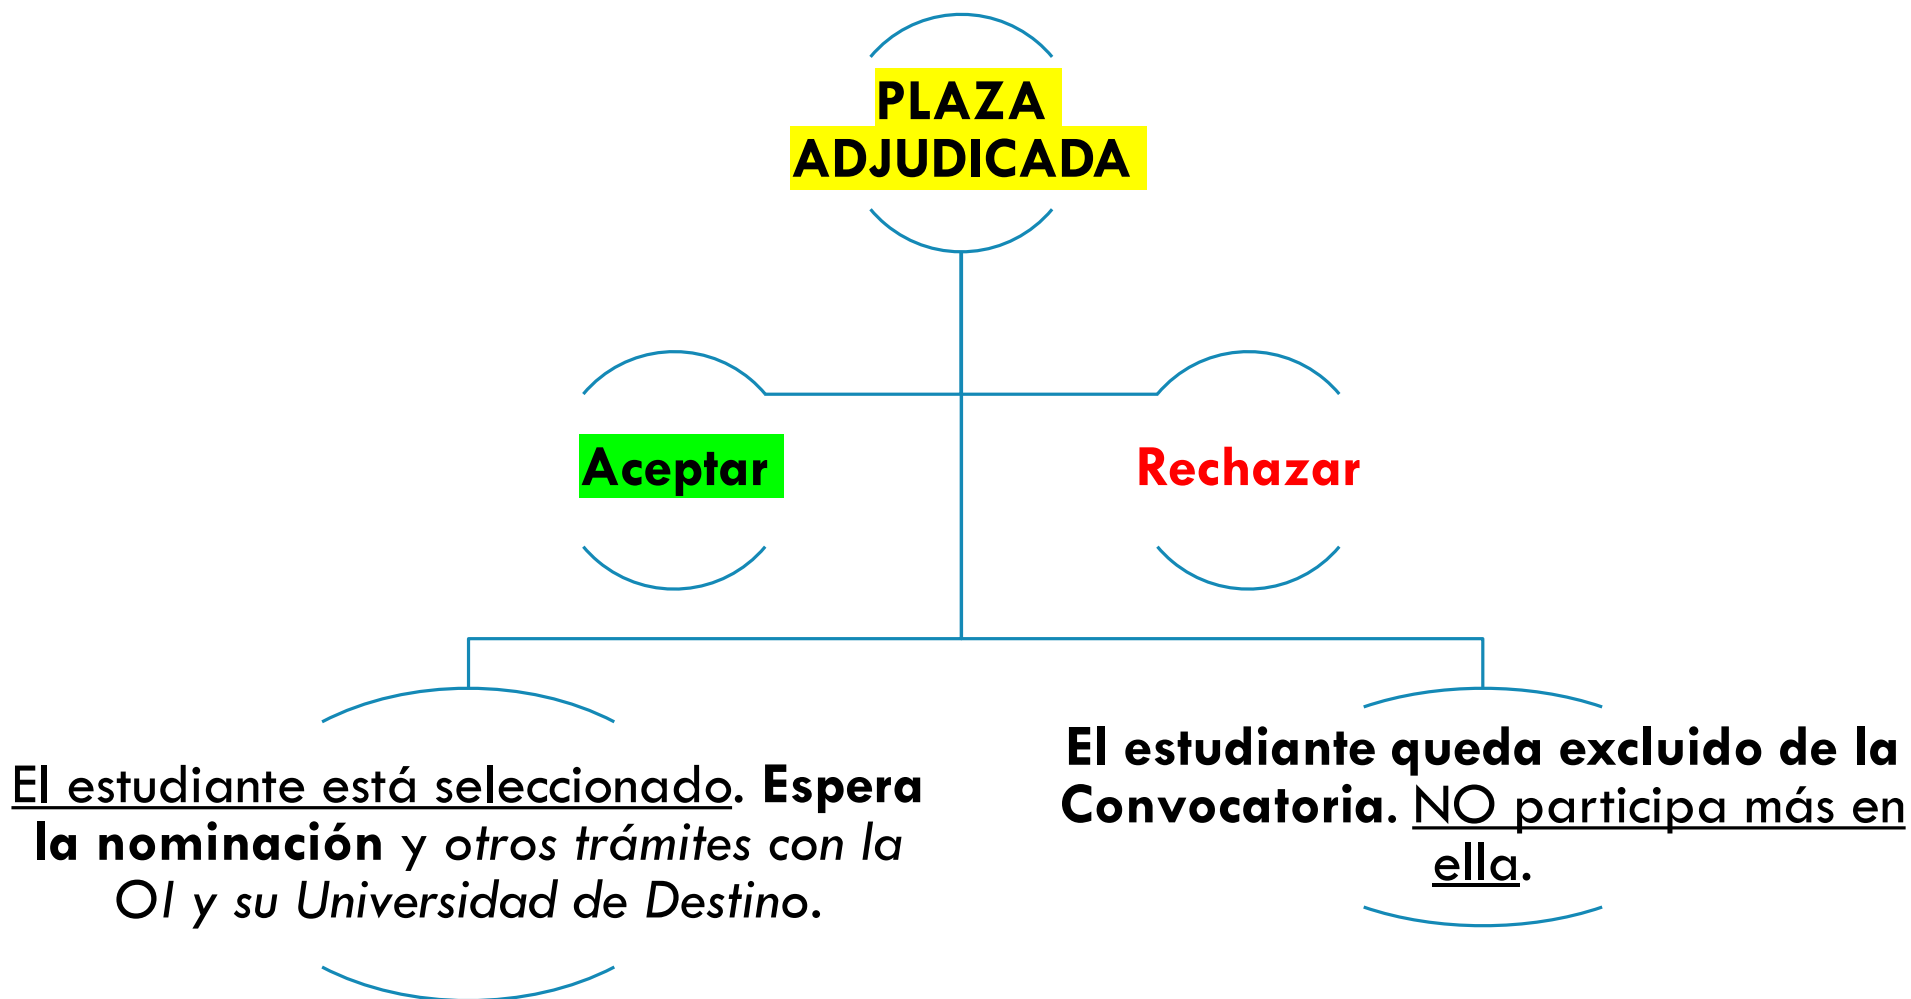 PLAZA
ADJUDICADA
Aceptar
Rechazar
El estudiante está seleccionado. Espera
la nominación y otros trámites con la
OI y su Universidad de Destino.
El estudiante queda excluido de la
Convocatoria. NO participa más en
ella.